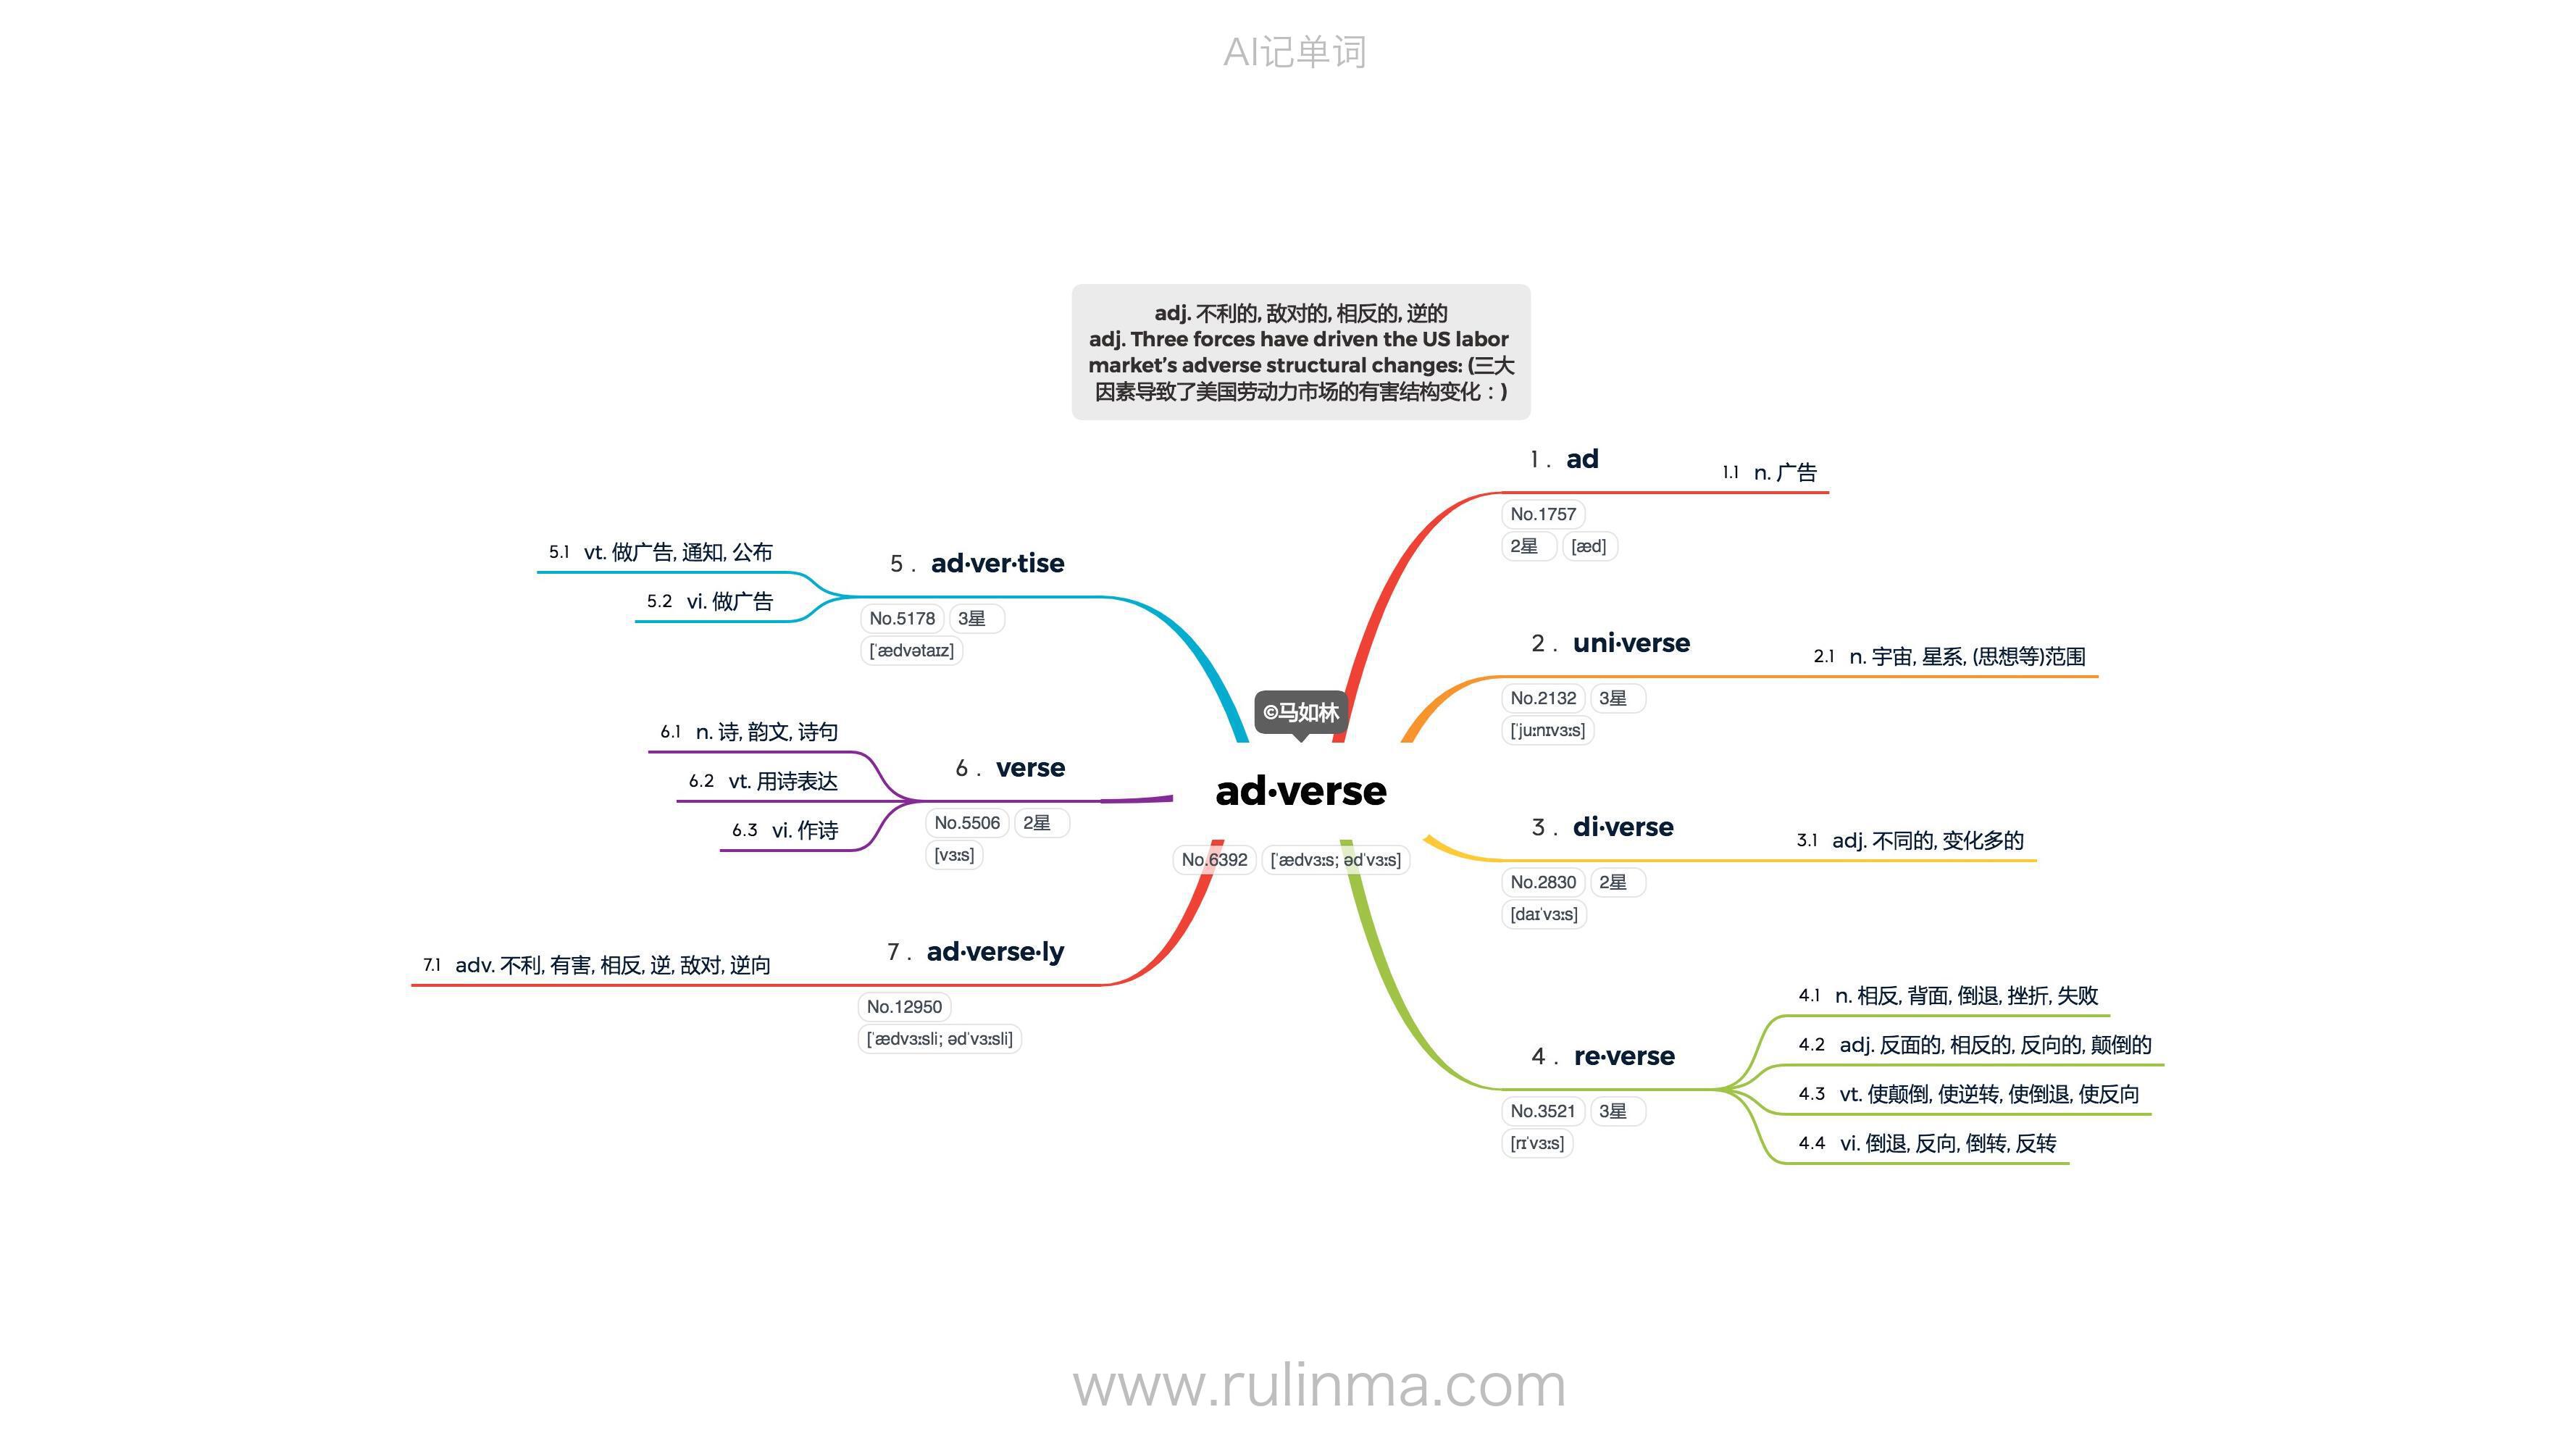 AI记单词
adj. 不利的, 敌对的, 相反的, 逆的
adj. Three forces have driven the US labor
market’s adverse structural changes: (三大
因素导致了美国劳动力市场的有害结构变化：)
©马如林
ad·verse
No.6392 [ˈædvɜːs; ədˈvɜːs]
1 . ad
No.1757
2星 [æd]
1.1 n. 广告
2 . uni·verse
No.2132 3星
[ˈjuːnɪvɜːs]
2.1 n. 宇宙, 星系, (思想等)范围
3 . di·verse
No.2830 2星
[daɪˈvɜːs]
3.1 adj. 不同的, 变化多的
4 . re·verse
No.3521 3星
[rɪˈvɜːs]
4.1 n. 相反, 背面, 倒退, 挫折, 失败
4.2 adj. 反面的, 相反的, 反向的, 颠倒的
4.3 vt. 使颠倒, 使逆转, 使倒退, 使反向
4.4 vi. 倒退, 反向, 倒转, 反转
5 . ad·ver·tise
No.5178 3星
[ˈædvətaɪz]
5.1 vt. 做广告, 通知, 公布
5.2 vi. 做广告
6 . verse
No.5506 2星
[vɜːs]
6.1 n. 诗, 韵文, 诗句
6.2 vt. 用诗表达
6.3 vi. 作诗
7 . ad·verse·ly
No.12950
[ˈædvɜːsli; ədˈvɜːsli]
7.1 adv. 不利, 有害, 相反, 逆, 敌对, 逆向
www.rulinma.com